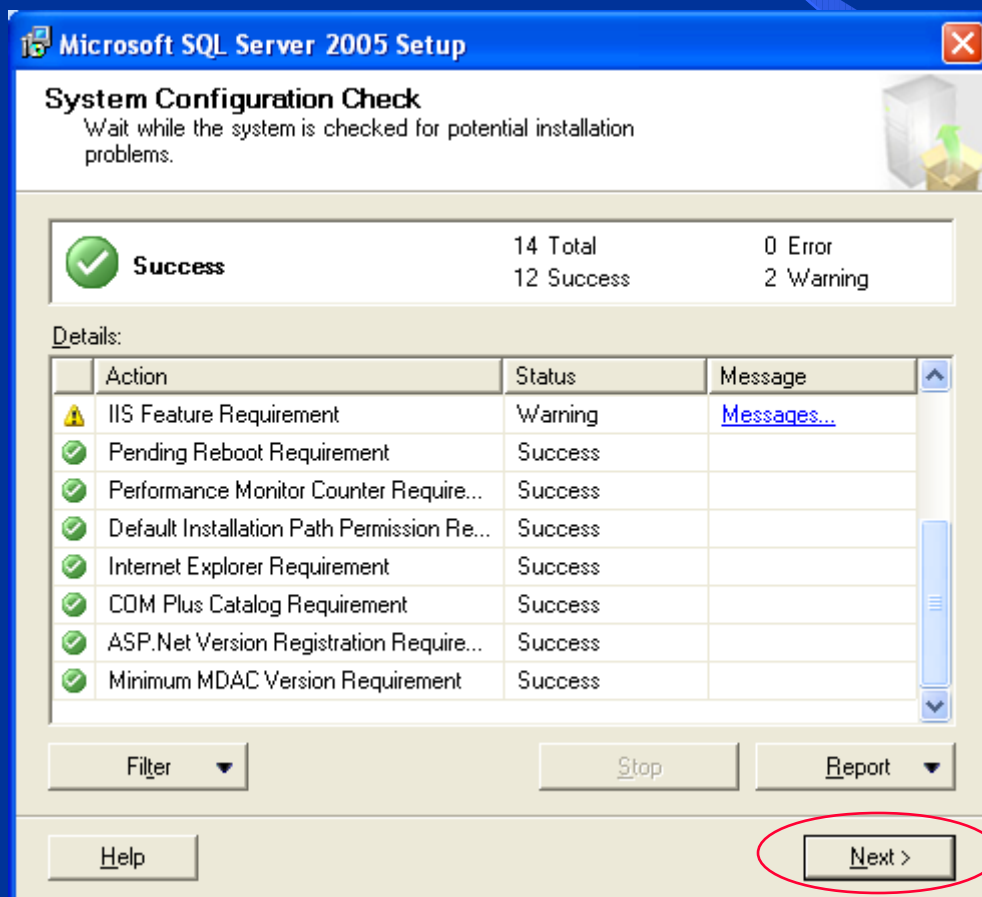 Microsoft SQL Server 2005 Setup
System Configuration Check
Wait while the system is checked for potential installation
problems.
Success 14 Total 0 Error
12 Success 2 Warning
Details:
Action Status Message
IIS Feature Requirement Warning Messages...
Pending Reboot Requirement Success
Performance Monitor Counter Require... Success
Default Installation Path Permission Re... Success
Internet Explorer Requirement Success
COM Plus Catalog Requirement Success
ASP.Net Version Registration Require... Success
Minimum MDAC Version Requirement Success
Filter Stop Report
Help Next >